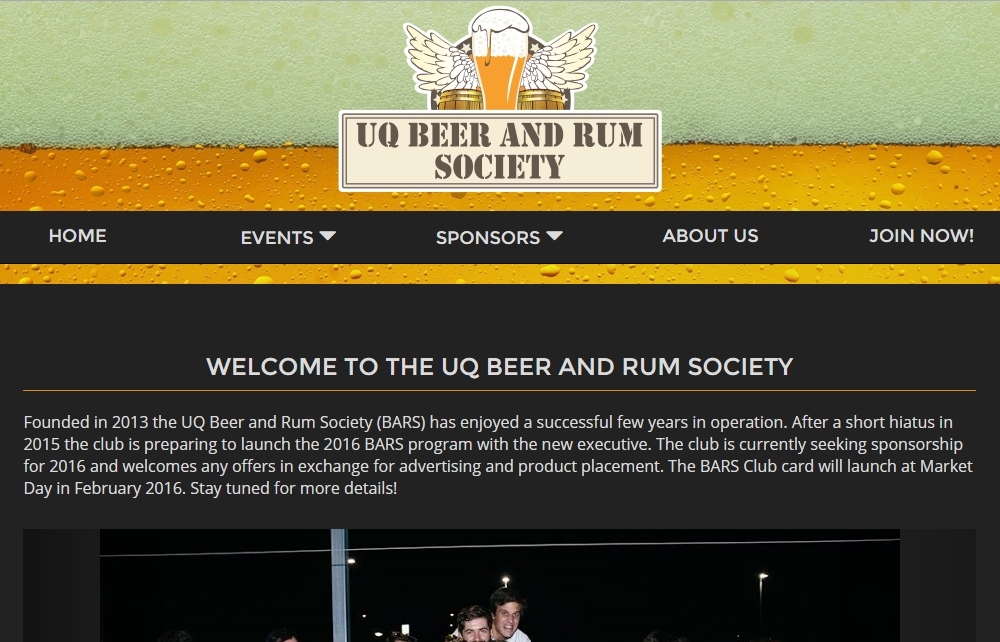 UQ BEER AND RUM
SOCIETY
HOME
EVENTS
SPONSORS
ABOUT US
JOIN NOW!
WELCOME TO THE UQ BEER AND RUM SOCIETY
Founded in 2013 the UQ Beer and Rum Society (BARS) has enjoyed a successful few years in operation. After a short hiatus in
2015 the club is preparing to launch the 2016 BARS program with the new executive. The club is currently seeking sponsorship
for 2016 and welcomes any offers in exchange for advertising and product placement. The BARS Club card will launch at Market
Day in February 2016. Stay tuned for more details!